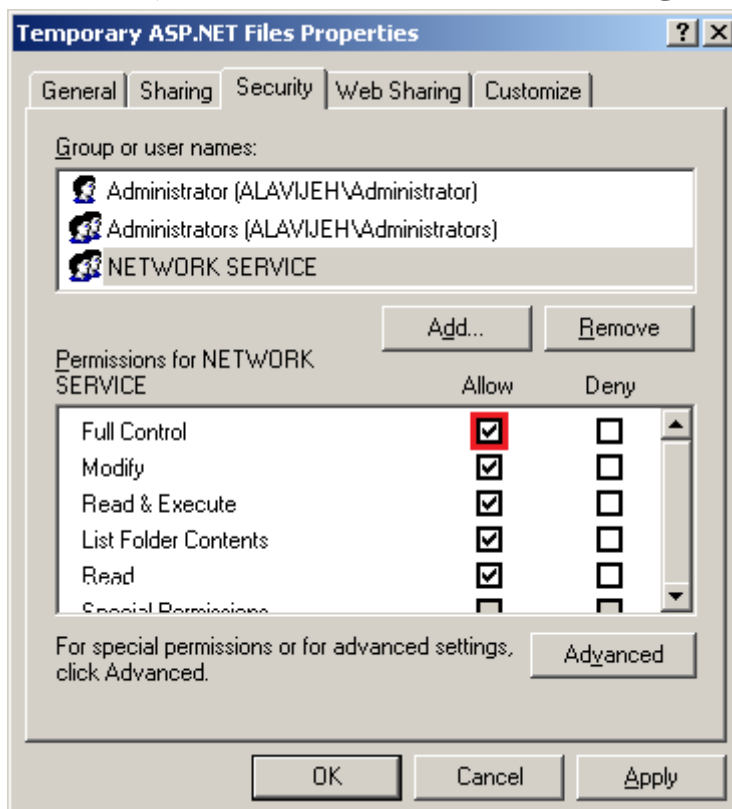 Temporary ASP.NET Files Properties
General Sharing Security Web Sharing Customize
Group or user names:
Administrator (ALAVIJEH\Administrator)
Administrators (ALAVIJEH\Administrators)
NETWORK SERVICE
Add... Remove
Permissions for NETWORK
SERVICE Allow Deny
Full Control
Modify
Read & Execute
List Folder Contents
Read
Special Permissions
For special permissions or for advanced settings,
click Advanced.
Advanced
OK Cancel Apply